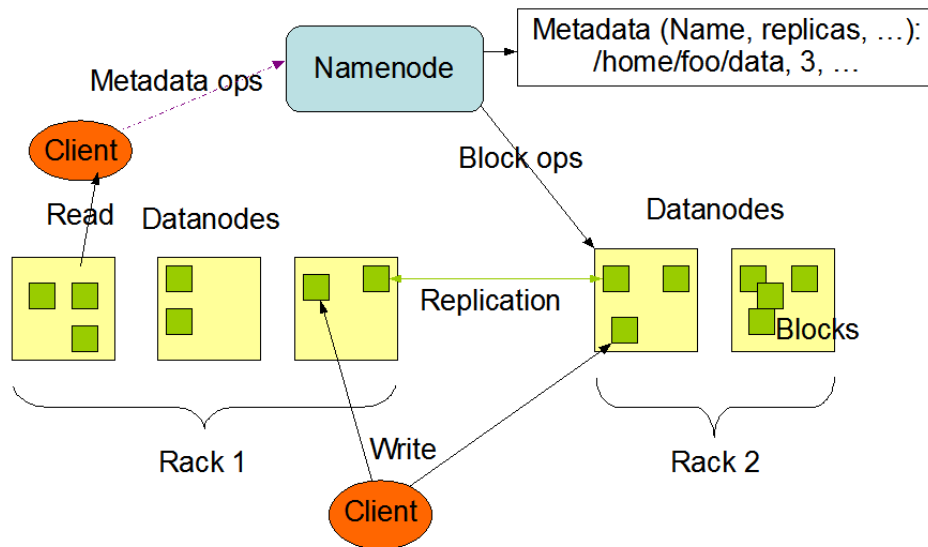 Metadata (Name, replicas, …):
/home/foo/data, 3, …
Namenode
Metadata ops
Client
Block ops
Read
Datanodes
Datanodes
Replication
Blocks
Rack 1
Write
Rack 2
Client